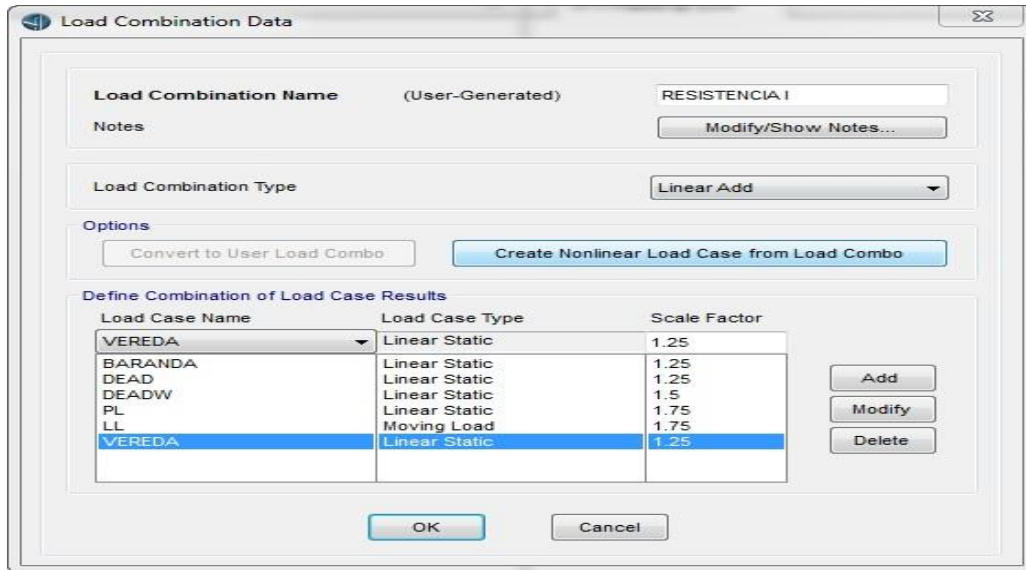 Load Combination Data
Load Combination Name (User-Generated) RESISTENCIA I
Notes Modify/Show Notes...
Load Combination Type Linear Add
Options
Convert to User Load Combo Create Nonlinear Load Case from Load Combo
Define Combination of Load Case Results
Load Case Name Load Case Type Scale Factor
VEREDA Linear Static 1.25
BARANDA Linear Static 1.25
DEAD Linear Static 1.25
DEADW Linear Static 1.5
PL Linear Static 1.75
LL Moving Load 1.75
VEREDA Linear Static 1.25
Add
Modify
Delete
OK Cancel